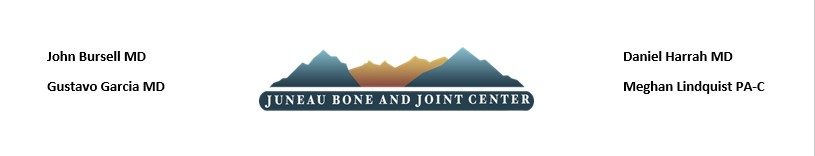 John Bursell MD
Gustavo Garcia MD
JUNEAU BONE AND JOINT CENTER
Daniel Harrah MD
Meghan Lindquist PA-C